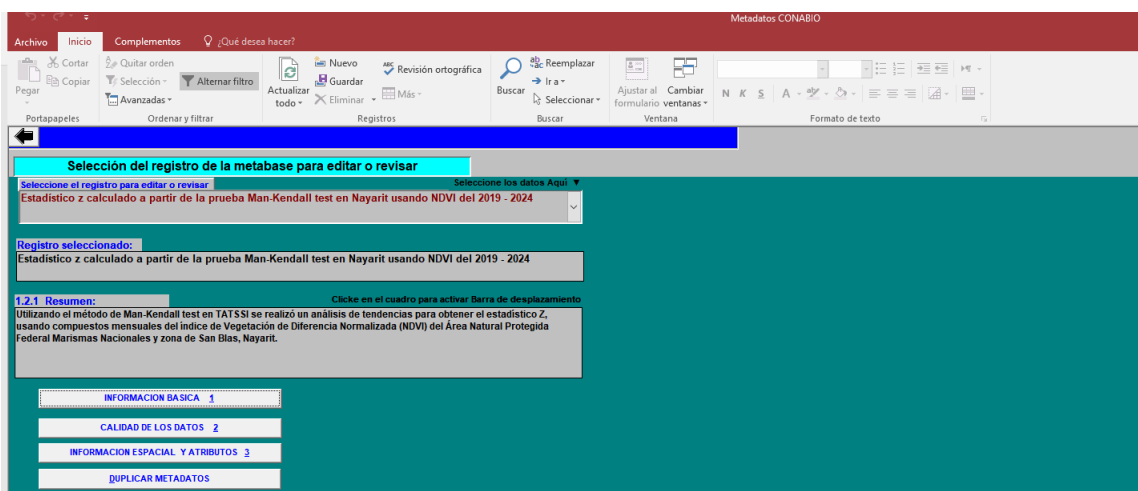 Metadatos CONABIO
Archivo Inicio Complementos ¿Qué desea hacer?
Pegar
Cortar
Copiar
Portapapeles
Quitar orden
Selección
Avanzadas
Alternar filtro
Ordenar y filtrar
Actualizar
todo
Nuevo
Guardar
Eliminar
Revisión ortográfica
Más
Registros
Buscar
Reemplazar
Ir a
Seleccionar
Buscar
Ajustar al
formulario
Cambiar
ventanas
Ventana
N K S A
Formato de texto
Selección del registro de la metabase para editar o revisar
Seleccione el registro para editar o revisar Seleccione los datos Aquí ▼
Estadístico z calculado a partir de la prueba Man-Kendall test en Nayarit usando NDVI del 2019 - 2024
Registro seleccionado:
Estadístico z calculado a partir de la prueba Man-Kendall test en Nayarit usando NDVI del 2019 - 2024
1.2.1 Resumen: Clicke en el cuadro para activar Barra de desplazamiento
Utilizando el método de Man-Kendall test en TATSSI se realizó un análisis de tendencias para obtener el estadístico Z,
usando compuestos mensuales del índice de Vegetación de Diferencia Normalizada (NDVI) del Área Natural Protegida
Federal Marismas Nacionales y zona de San Blas, Nayarit.
INFORMACION BASICA 1
CALIDAD DE LOS DATOS 2
INFORMACION ESPACIAL Y ATRIBUTOS 3
DUPLICAR METADATOS